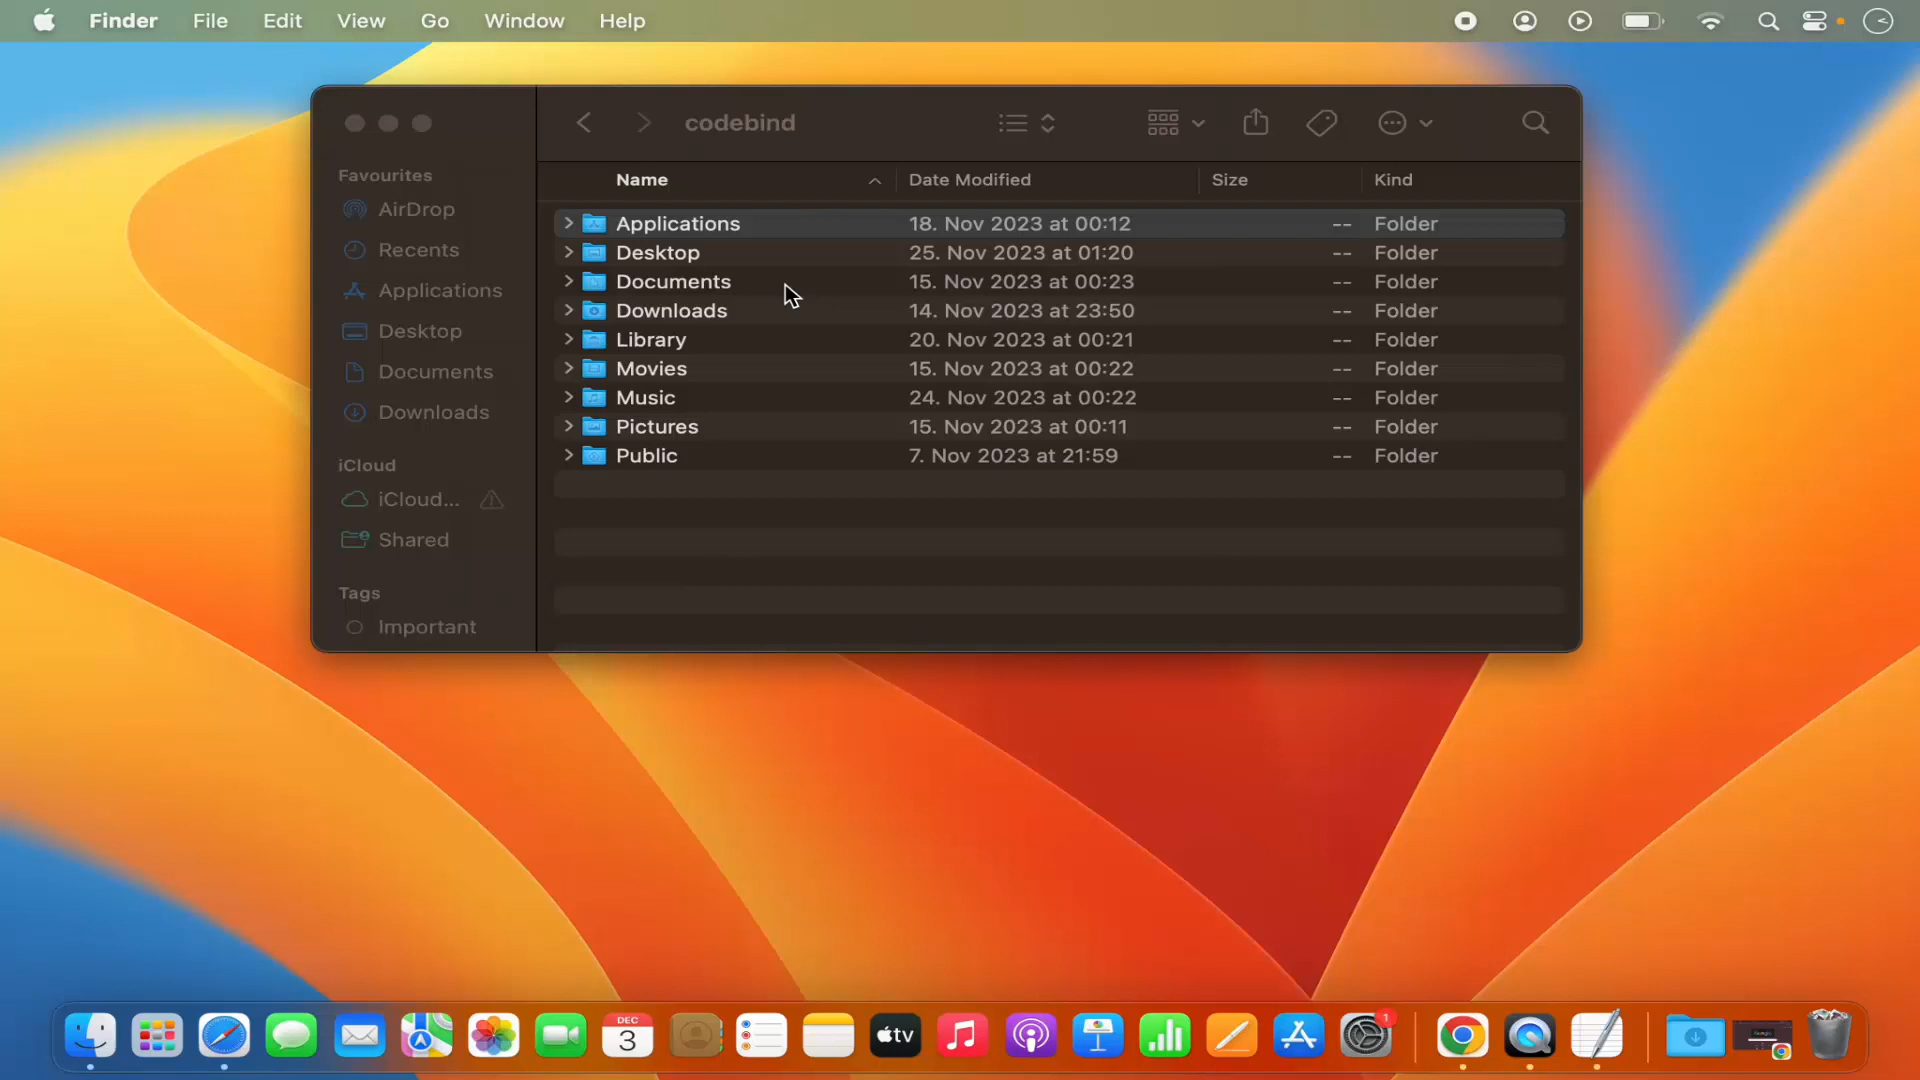 Finder File Edit View Go Window Help
codebind
Favourites
AirDrop
Recents
Applications
Desktop
Documents
Downloads
iCloud
iCloud...
Shared
Tags
Important
Name Date Modified Size Kind
Applications 18. Nov 2023 at 00:12 -- Folder
Desktop 25. Nov 2023 at 01:20 -- Folder
Documents 15. Nov 2023 at 00:23 -- Folder
Downloads 14. Nov 2023 at 23:50 -- Folder
Library 20. Nov 2023 at 00:21 -- Folder
Movies 15. Nov 2023 at 00:22 -- Folder
Music 24. Nov 2023 at 00:22 -- Folder
Pictures 15. Nov 2023 at 00:11 -- Folder
Public 7. Nov 2023 at 21:59 -- Folder
DEC
3
tv
1
Google